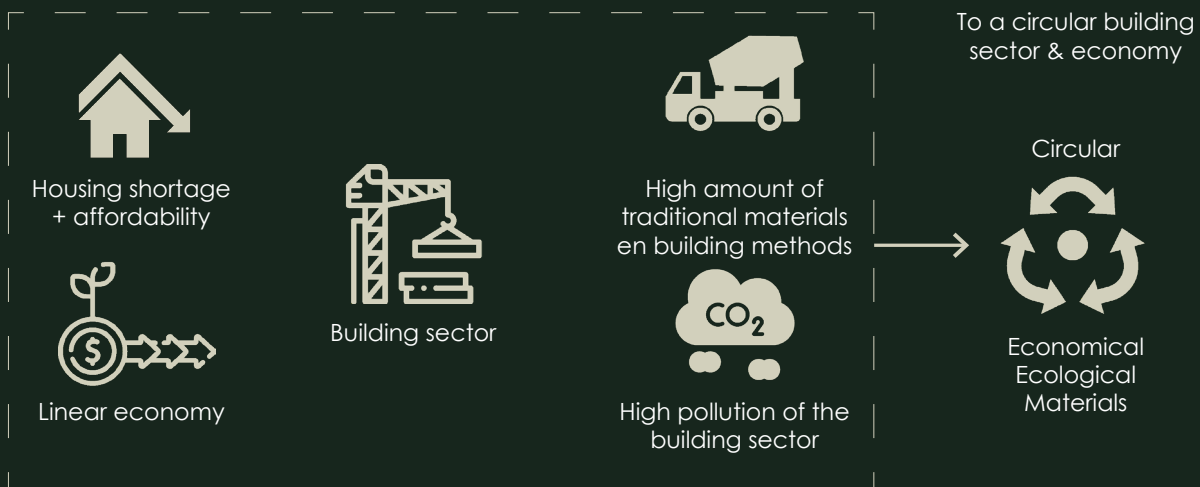 To a circular building
sector & economy
Housing shortage
+ affordability
$
Linear economy
Building sector
High amount of
traditional materials
en building methods
CO2
High pollution of the
building sector
Circular
Economical
Ecological
Materials